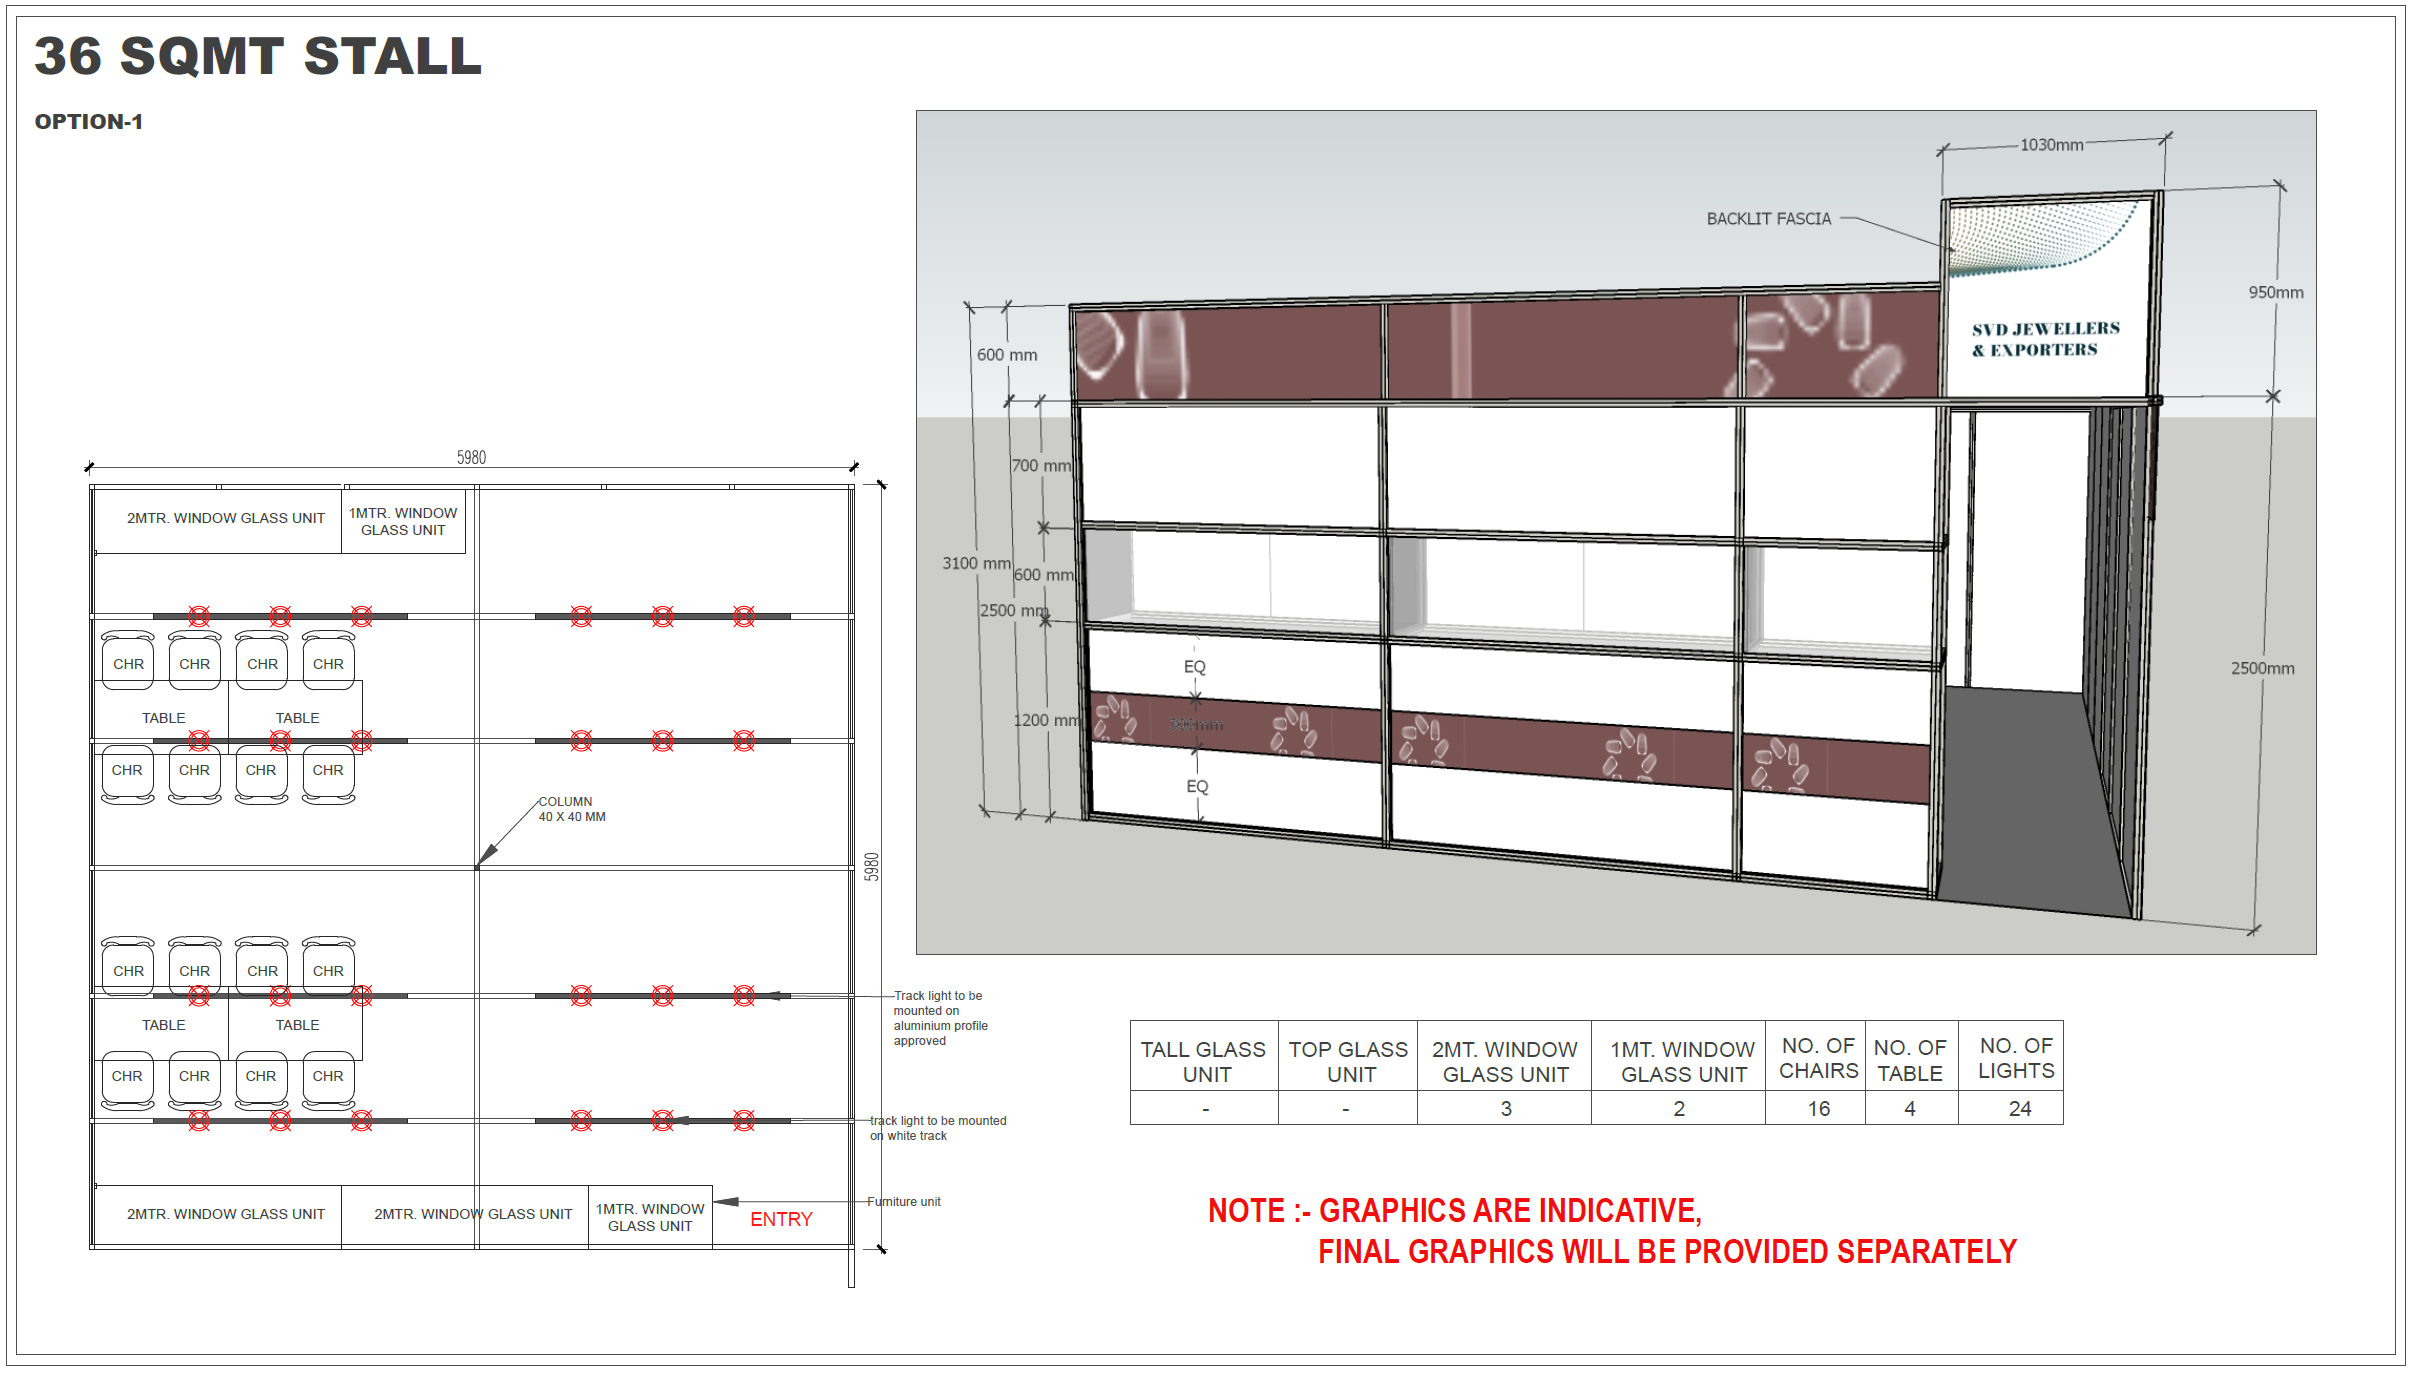 36 SQMT STALL
OPTION-1
1030mm
BACKLIT FASCIA
950mm
SVD JEWELLERS
& EXPORTERS
600 mm
700 mm
3100 mm
600 mm
2500 mm
EQ
1200 mm
EQ
2500mm
5980
2MTR. WINDOW GLASS UNIT
1MTR. WINDOW
GLASS UNIT
CHR CHR CHR CHR
TABLE TABLE
CHR CHR CHR CHR
COLUMN
40 X 40 MM
5980
CHR CHR CHR CHR
TABLE TABLE
CHR CHR CHR CHR
Track light to be
mounted on
aluminium profile
approved
track light to be mounted
on white track
Furniture unit
2MTR. WINDOW GLASS UNIT
2MTR. WINDOW GLASS UNIT
1MTR. WINDOW
GLASS UNIT
ENTRY
TALL GLASS
UNIT
TOP GLASS
UNIT
2MT. WINDOW
GLASS UNIT
1MT. WINDOW
GLASS UNIT
NO. OF
CHAIRS
NO. OF
TABLE
NO. OF
LIGHTS
- - 3 2 16 4 24
NOTE :- GRAPHICS ARE INDICATIVE,
FINAL GRAPHICS WILL BE PROVIDED SEPARATELY